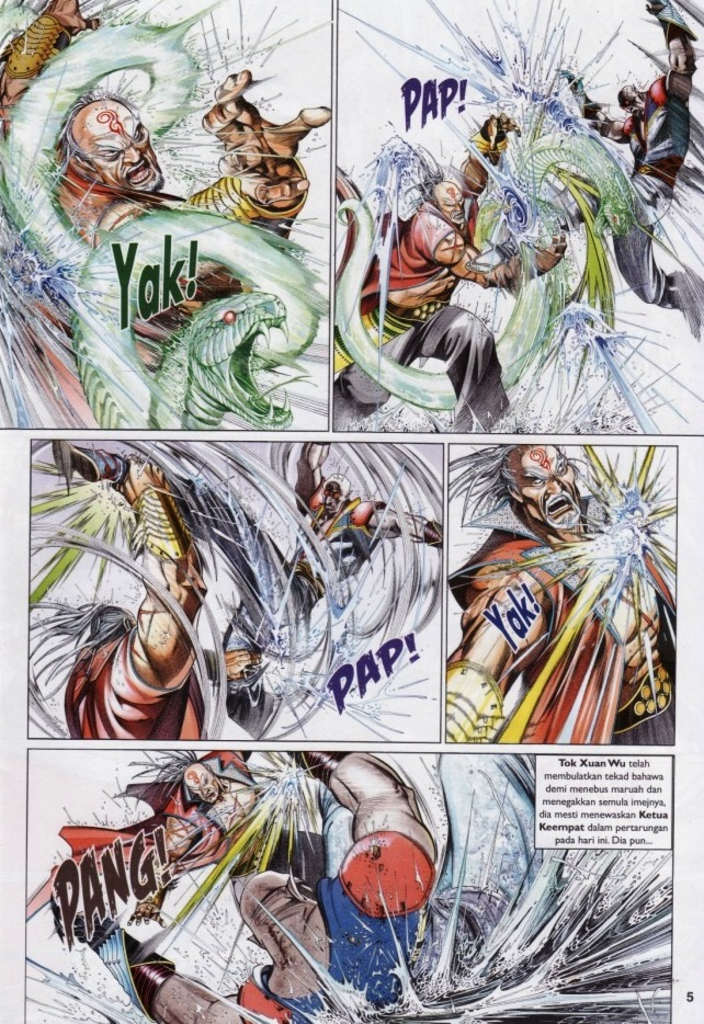 Yak!
PAP!
PAP!
Yak!
PANG!
Tok Xuan Wu telah
membulatkan tekad bahawa
demi menebus maruah dan
menegakkan semula imejnya,
dia mesti menewaskan Ketua
Keempat dalam pertarungan
pada hari ini. Dia pun...
5